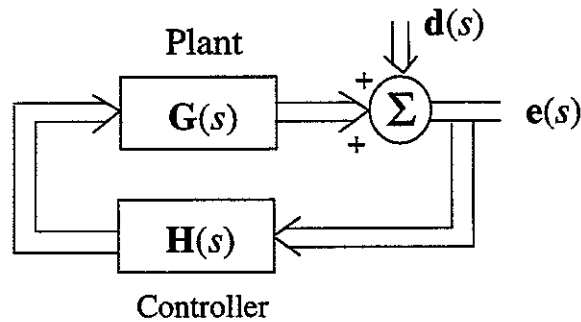 Plant
d(s)
G(s)
+
Σ
+
e(s)
H(s)
Controller